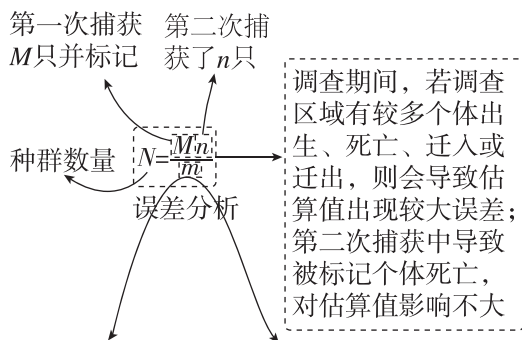 第一次捕获
M只并标记
第二次捕
获了n只
种群数量
N=Mn/m
误差分析
调查期间，若调查
区域有较多个体出
生、死亡、迁入或
迁出，则会导致估
算值出现较大误差；
第二次捕获中导致
被标记个体死亡，
对估算值影响不大